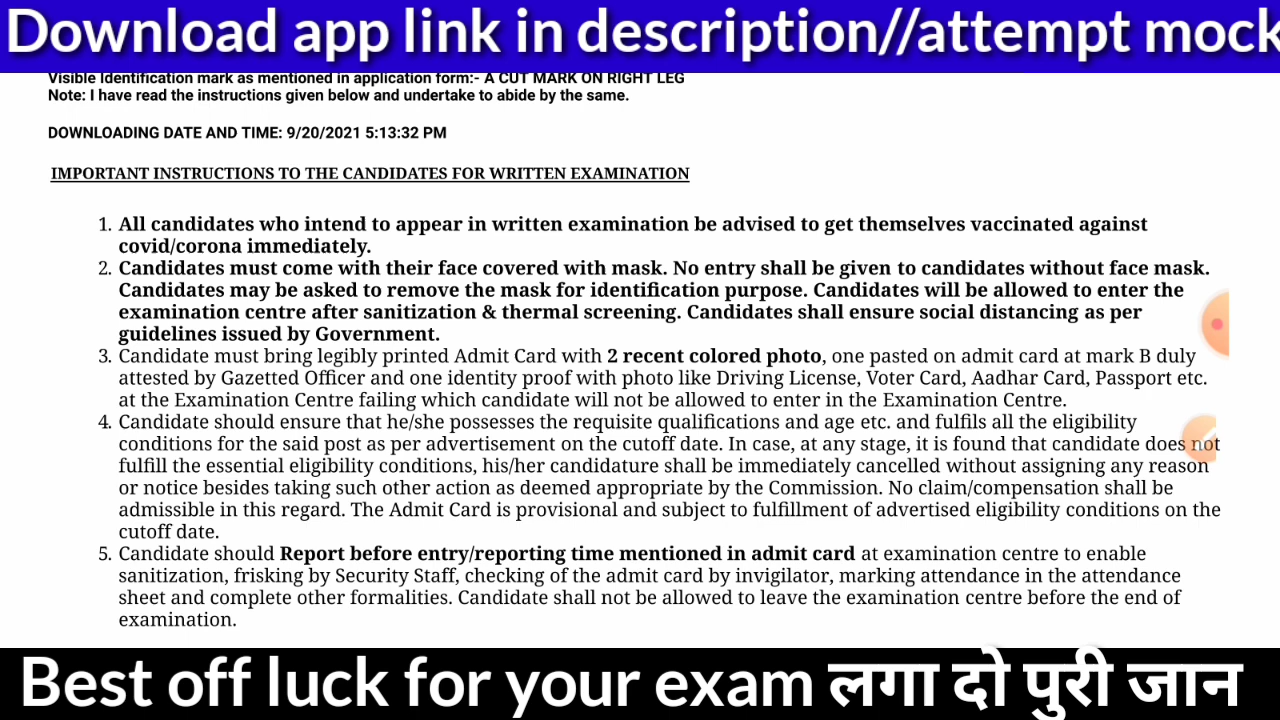 Download app link in description//attempt mock
Visible Identification mark as mentioned in application form:- A CUT MARK ON RIGHT LEG
Note: I have read the instructions given below and undertake to abide by the same.
DOWNLOADING DATE AND TIME: 9/20/2021 5:13:32 PM
IMPORTANT INSTRUCTIONS TO THE CANDIDATES FOR WRITTEN EXAMINATION
1. All candidates who intend to appear in written examination be advised to get themselves vaccinated against
covid/corona immediately.
2. Candidates must come with their face covered with mask. No entry shall be given to candidates without face mask.
Candidates may be asked to remove the mask for identification purpose. Candidates will be allowed to enter the
examination centre after sanitization & thermal screening. Candidates shall ensure social distancing as per
guidelines issued by Government.
3. Candidate must bring legibly printed Admit Card with 2 recent colored photo, one pasted on admit card at mark B duly
attested by Gazetted Officer and one identity proof with photo like Driving License, Voter Card, Aadhar Card, Passport etc.
at the Examination Centre failing which candidate will not be allowed to enter in the Examination Centre.
4. Candidate should ensure that he/she possesses the requisite qualifications and age etc. and fulfils all the eligibility
conditions for the said post as per advertisement on the cutoff date. In case, at any stage, it is found that candidate does not
fulfill the essential eligibility conditions, his/her candidature shall be immediately cancelled without assigning any reason
or notice besides taking such other action as deemed appropriate by the Commission. No claim/compensation shall be
admissible in this regard. The Admit Card is provisional and subject to fulfillment of advertised eligibility conditions on the
cutoff date.
5. Candidate should Report before entry/reporting time mentioned in admit card at examination centre to enable
sanitization, frisking by Security Staff, checking of the admit card by invigilator, marking attendance in the attendance
sheet and complete other formalities. Candidate shall not be allowed to leave the examination centre before the end of
examination.
Best off luck for your exam लगा दो पुरी जान